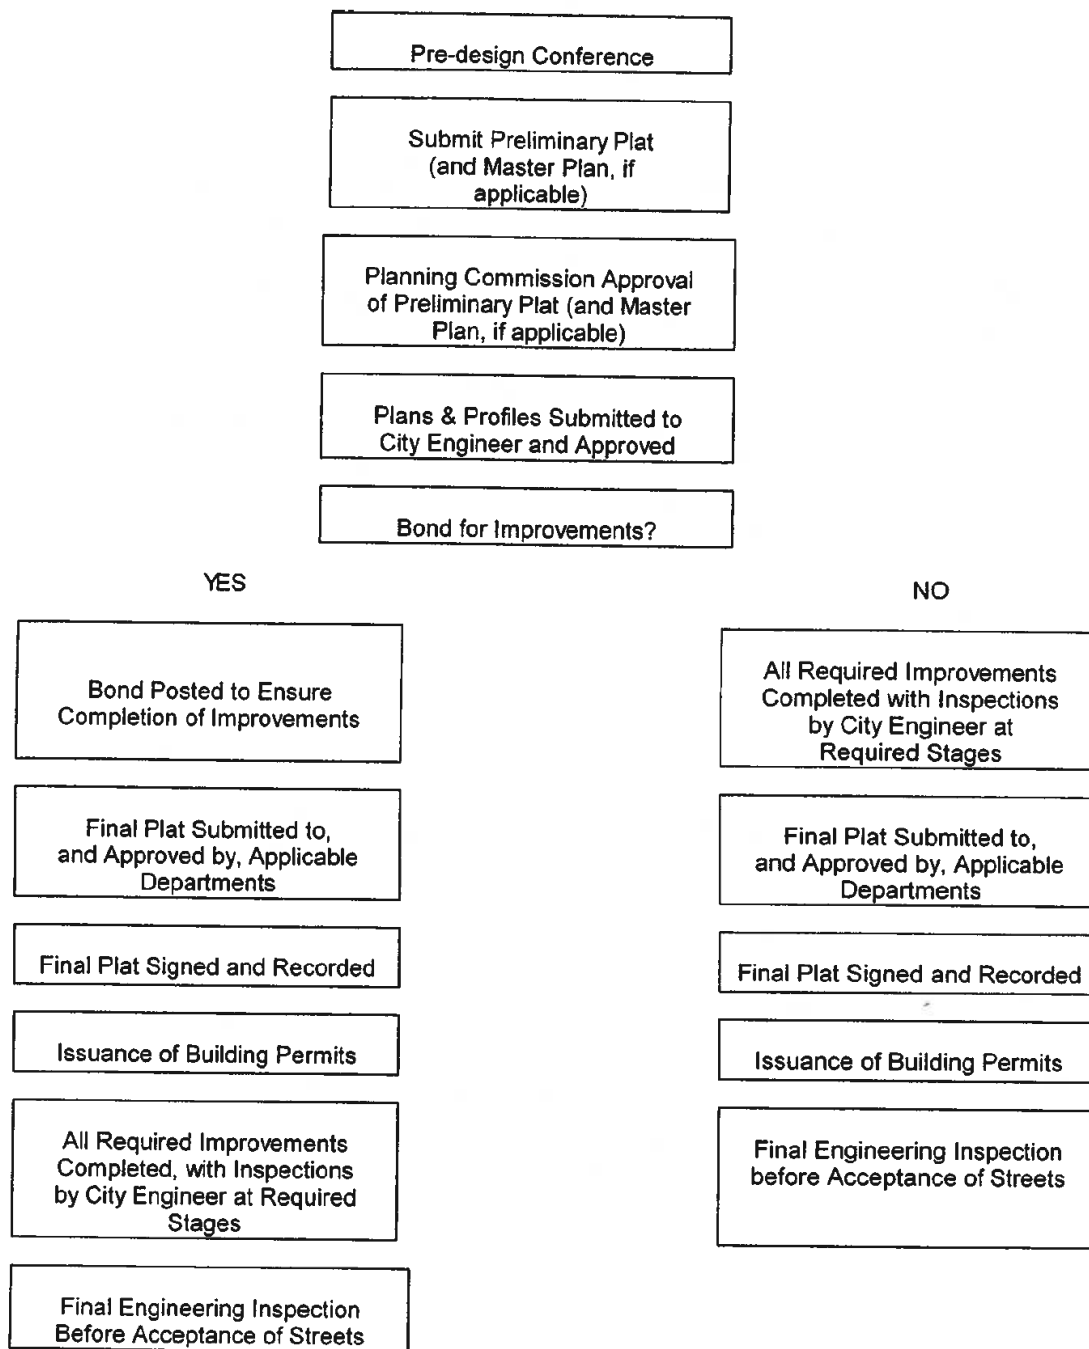 Pre-design Conference
Submit Preliminary Plat
(and Master Plan, if
applicable)
Planning Commission Approval
of Preliminary Plat (and Master
Plan, if applicable)
Plans & Profiles Submitted to
City Engineer and Approved
Bond for Improvements?
YES
Bond Posted to Ensure
Completion of Improvements
Final Plat Submitted to,
and Approved by, Applicable
Departments
Final Plat Signed and Recorded
Issuance of Building Permits
All Required Improvements
Completed, with Inspections
by City Engineer at Required
Stages
Final Engineering Inspection
Before Acceptance of Streets
NO
All Required Improvements
Completed with Inspections
by City Engineer at
Required Stages
Final Plat Submitted to,
and Approved by, Applicable
Departments
Final Plat Signed and Recorded
Issuance of Building Permits
Final Engineering Inspection
before Acceptance of Streets